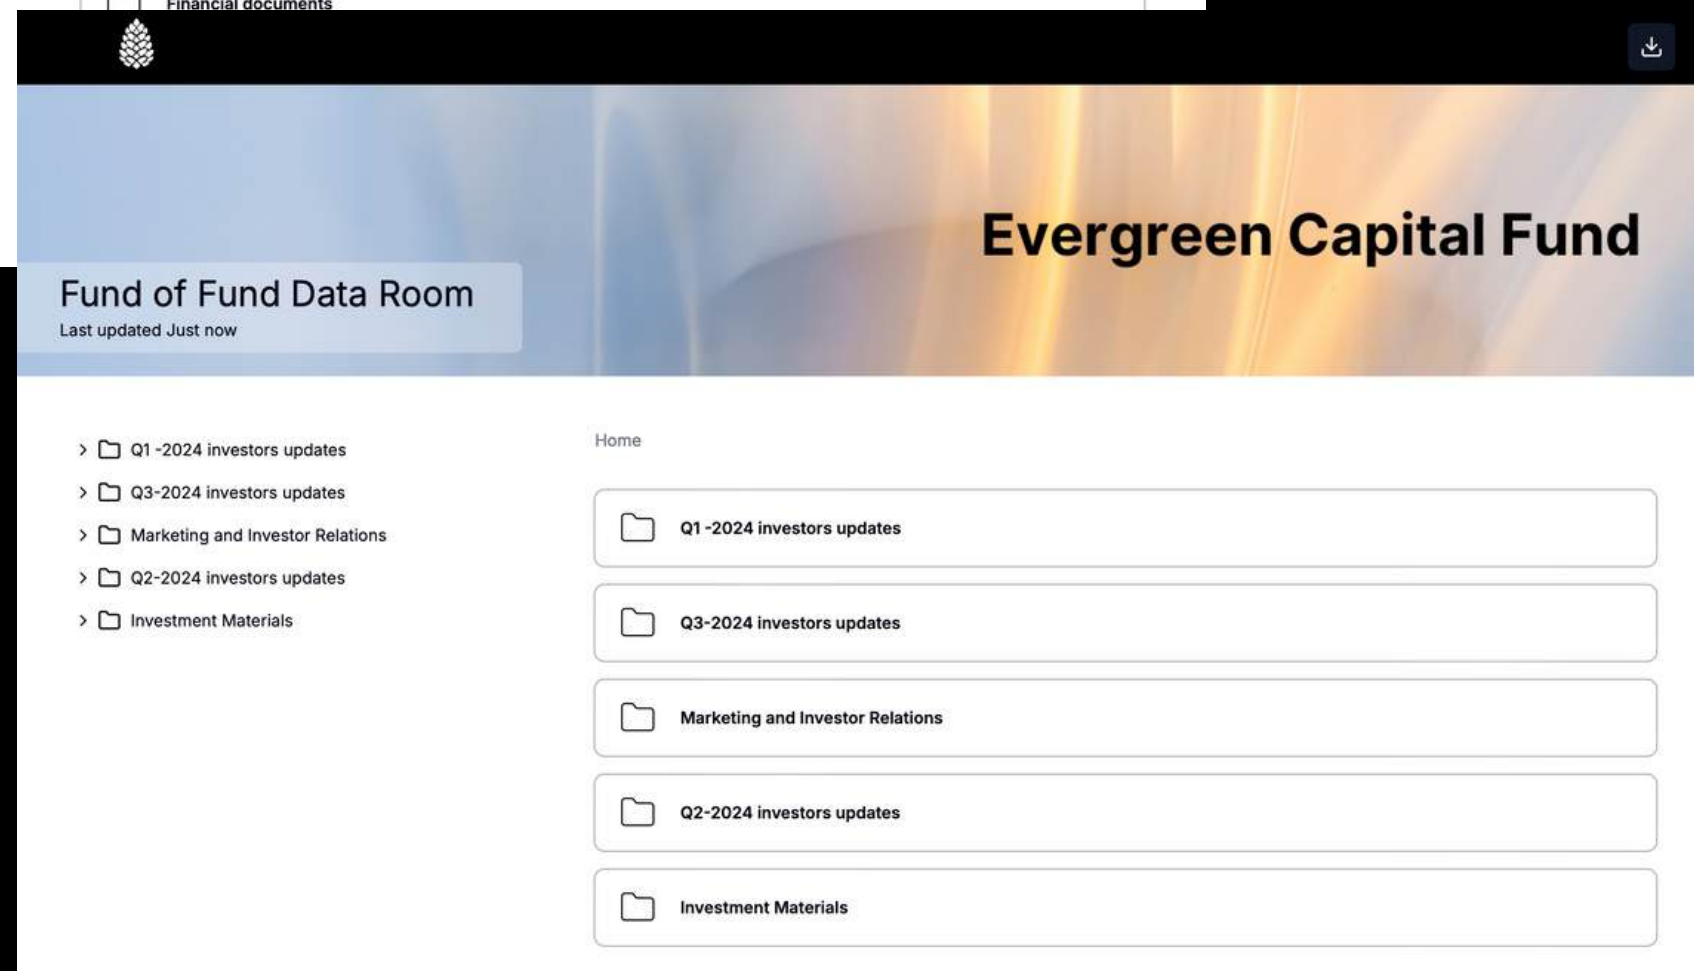 Financial documents
Evergreen Capital Fund
Fund of Fund Data Room
Last updated Just now
Q1 -2024 investors updates
Q3-2024 investors updates
Marketing and Investor Relations
Q2-2024 investors updates
Investment Materials
Home
Q1 -2024 investors updates
Q3-2024 investors updates
Marketing and Investor Relations
Q2-2024 investors updates
Investment Materials